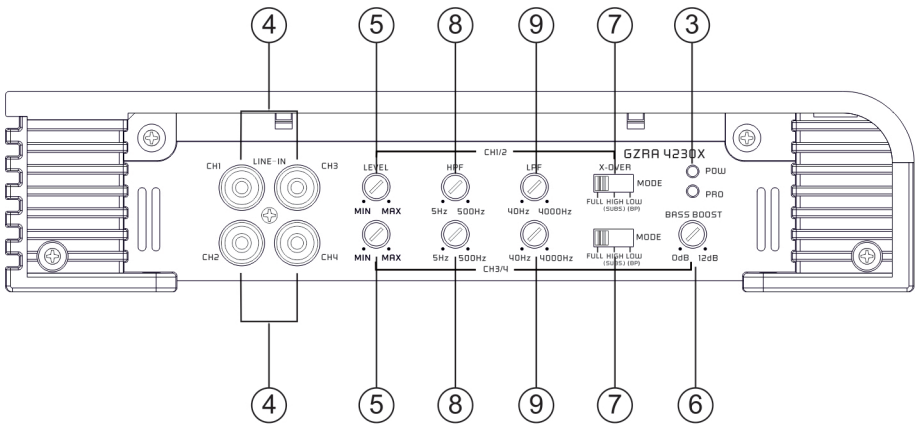 4 5 8 9 7 3
CH1/2
GZRA 4230X
CH1 LINE-IN CH3 LEVEL HPF LPF X-OVER
POW
MODE
PRO
MIN MAX 5Hz 500Hz 40Hz 4000Hz FULL HIGH LOW
(SUBS) (BP)
BASS BOOST
MODE
CH2 CH4 MIN MAX 5Hz 500Hz 40Hz 4000Hz FULL HIGH LOW 0dB 12dB
(SUBS) (BP)
CH3/4
4 5 8 9 7 6